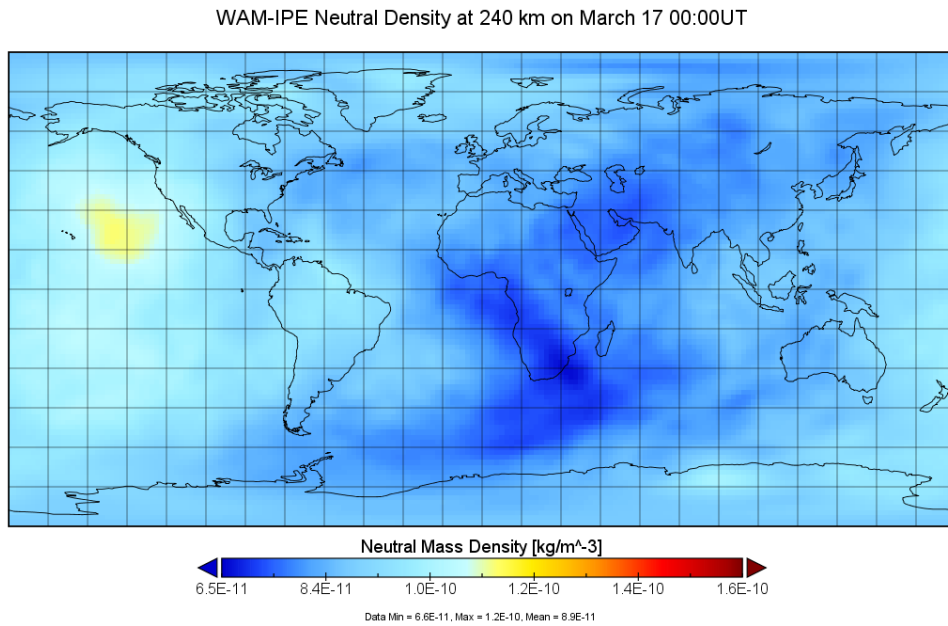 WAM-IPE Neutral Density at 240 km on March 17 00:00UT
Neutral Mass Density [kg/m^-3]
6.5E-11 8.4E-11 1.0E-10 1.2E-10 1.4E-10 1.6E-10
Data Min = 6.6E-11, Max = 1.2E-10, Mean = 8.9E-11